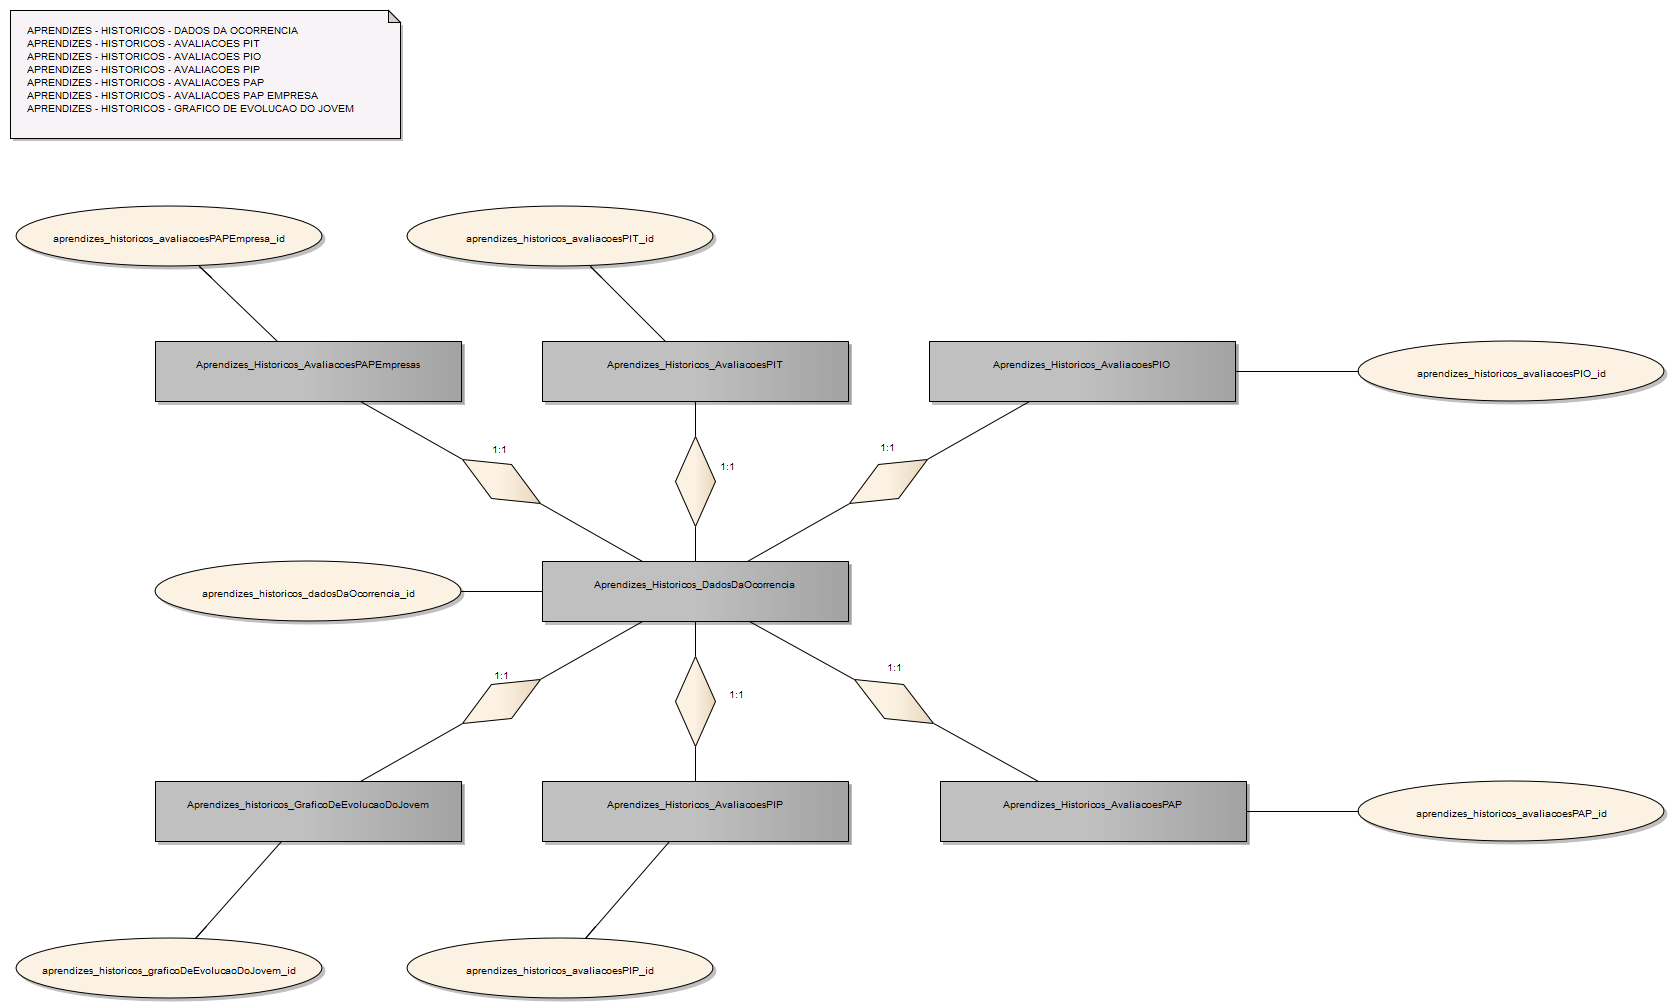 APRENDIZES - HISTORICOS - DADOS DA OCORRENCIA
APRENDIZES - HISTORICOS - AVALIACOES PIT
APRENDIZES - HISTORICOS - AVALIACOES PIO
APRENDIZES - HISTORICOS - AVALIACOES PIP
APRENDIZES - HISTORICOS - AVALIACOES PAP
APRENDIZES - HISTORICOS - AVALIACOES PAP EMPRESA
APRENDIZES - HISTORICOS - GRAFICO DE EVOLUCAO DO JOVEM
aprendizes_historicos_avaliacoesPAPEmpresa_id
aprendizes_historicos_avaliacoesPIT_id
Aprendizes_Historicos_AvaliacoesPAPEmpresas
Aprendizes_Historicos_AvaliacoesPIT
Aprendizes_Historicos_AvaliacoesPIO
aprendizes_historicos_avaliacoesPIO_id
1:1
1:1
1:1
Aprendizes_Historicos_DadosDaOcorrencia
aprendizes_historicos_dadosDaOcorrencia_id
1:1
1:1
1:1
Aprendizes_historicos_GraficoDeEvolucaoDoJovem
Aprendizes_Historicos_AvaliacoesPIP
Aprendizes_Historicos_AvaliacoesPAP
aprendizes_historicos_avaliacoesPAP_id
aprendizes_historicos_graficoDeEvolucaoDoJovem_id
aprendizes_historicos_avaliacoesPIP_id